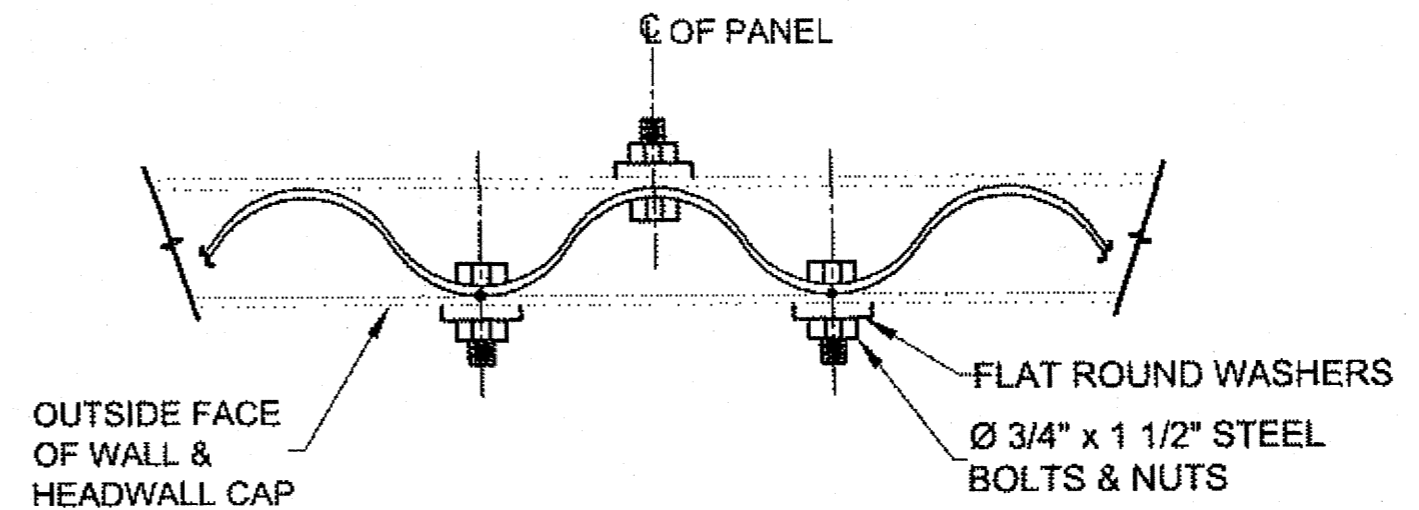 ℄ OF PANEL
FLAT ROUND WASHERS
OUTSIDE FACE
OF WALL &
HEADWALL CAP
Ø 3/4" x 1 1/2" STEEL
BOLTS & NUTS